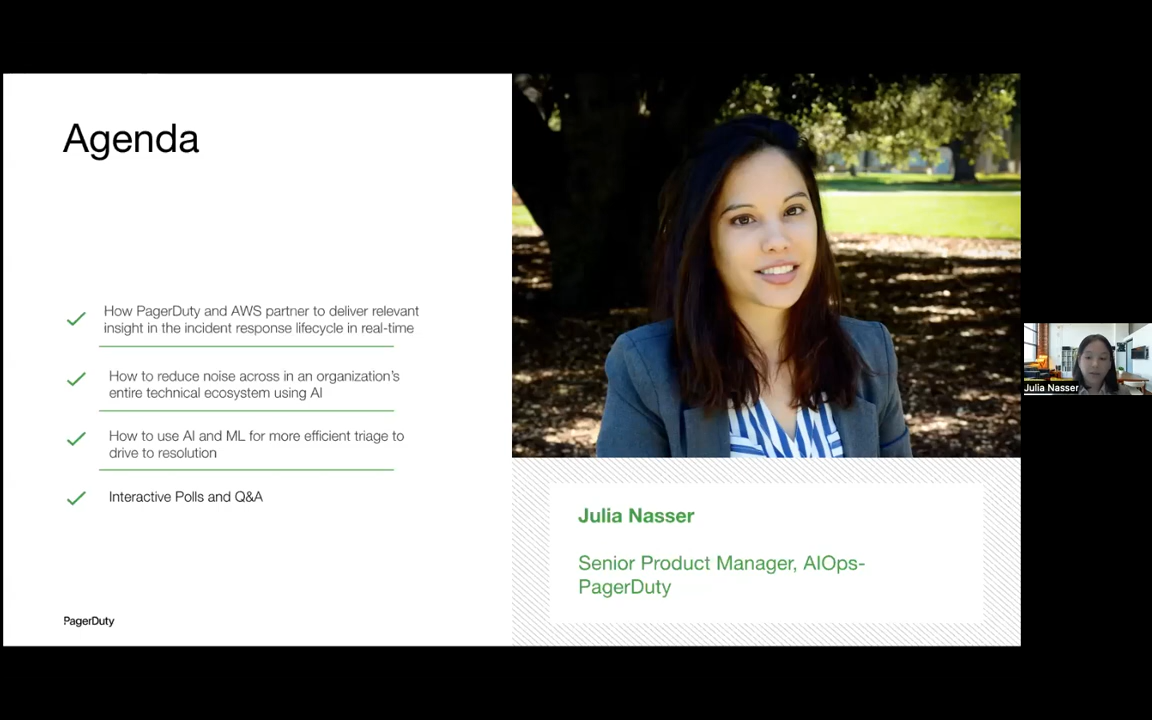 Agenda
How PagerDuty and AWS partner to deliver relevant
insight in the incident response lifecycle in real-time
How to reduce noise across in an organization's
entire technical ecosystem using AI
How to use AI and ML for more efficient triage to
drive to resolution
Interactive Polls and Q&A
PagerDuty
Julia Nasser
Senior Product Manager, AIOps-
PagerDuty
Julia Nasser